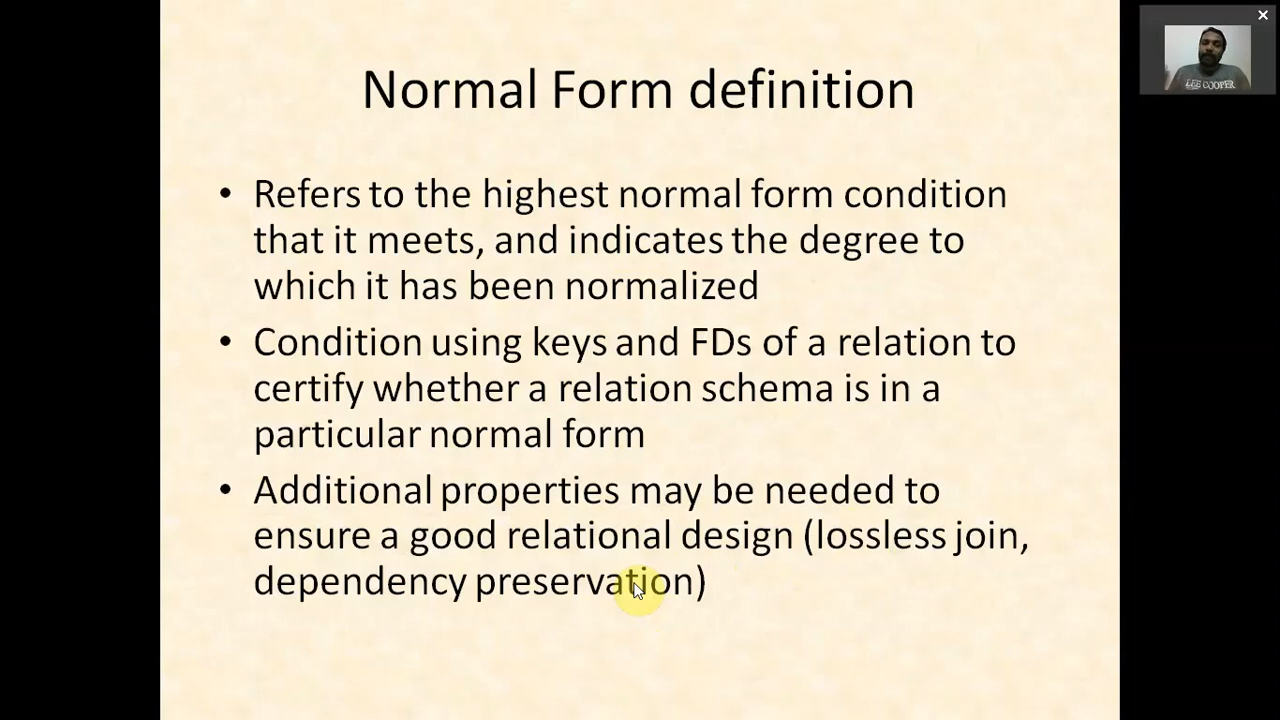 Normal Form definition
• Refers to the highest normal form condition
that it meets, and indicates the degree to
which it has been normalized
• Condition using keys and FDs of a relation to
certify whether a relation schema is in a
particular normal form
• Additional properties may be needed to
ensure a good relational design (lossless join,
dependency preservation)
LEE COOPER